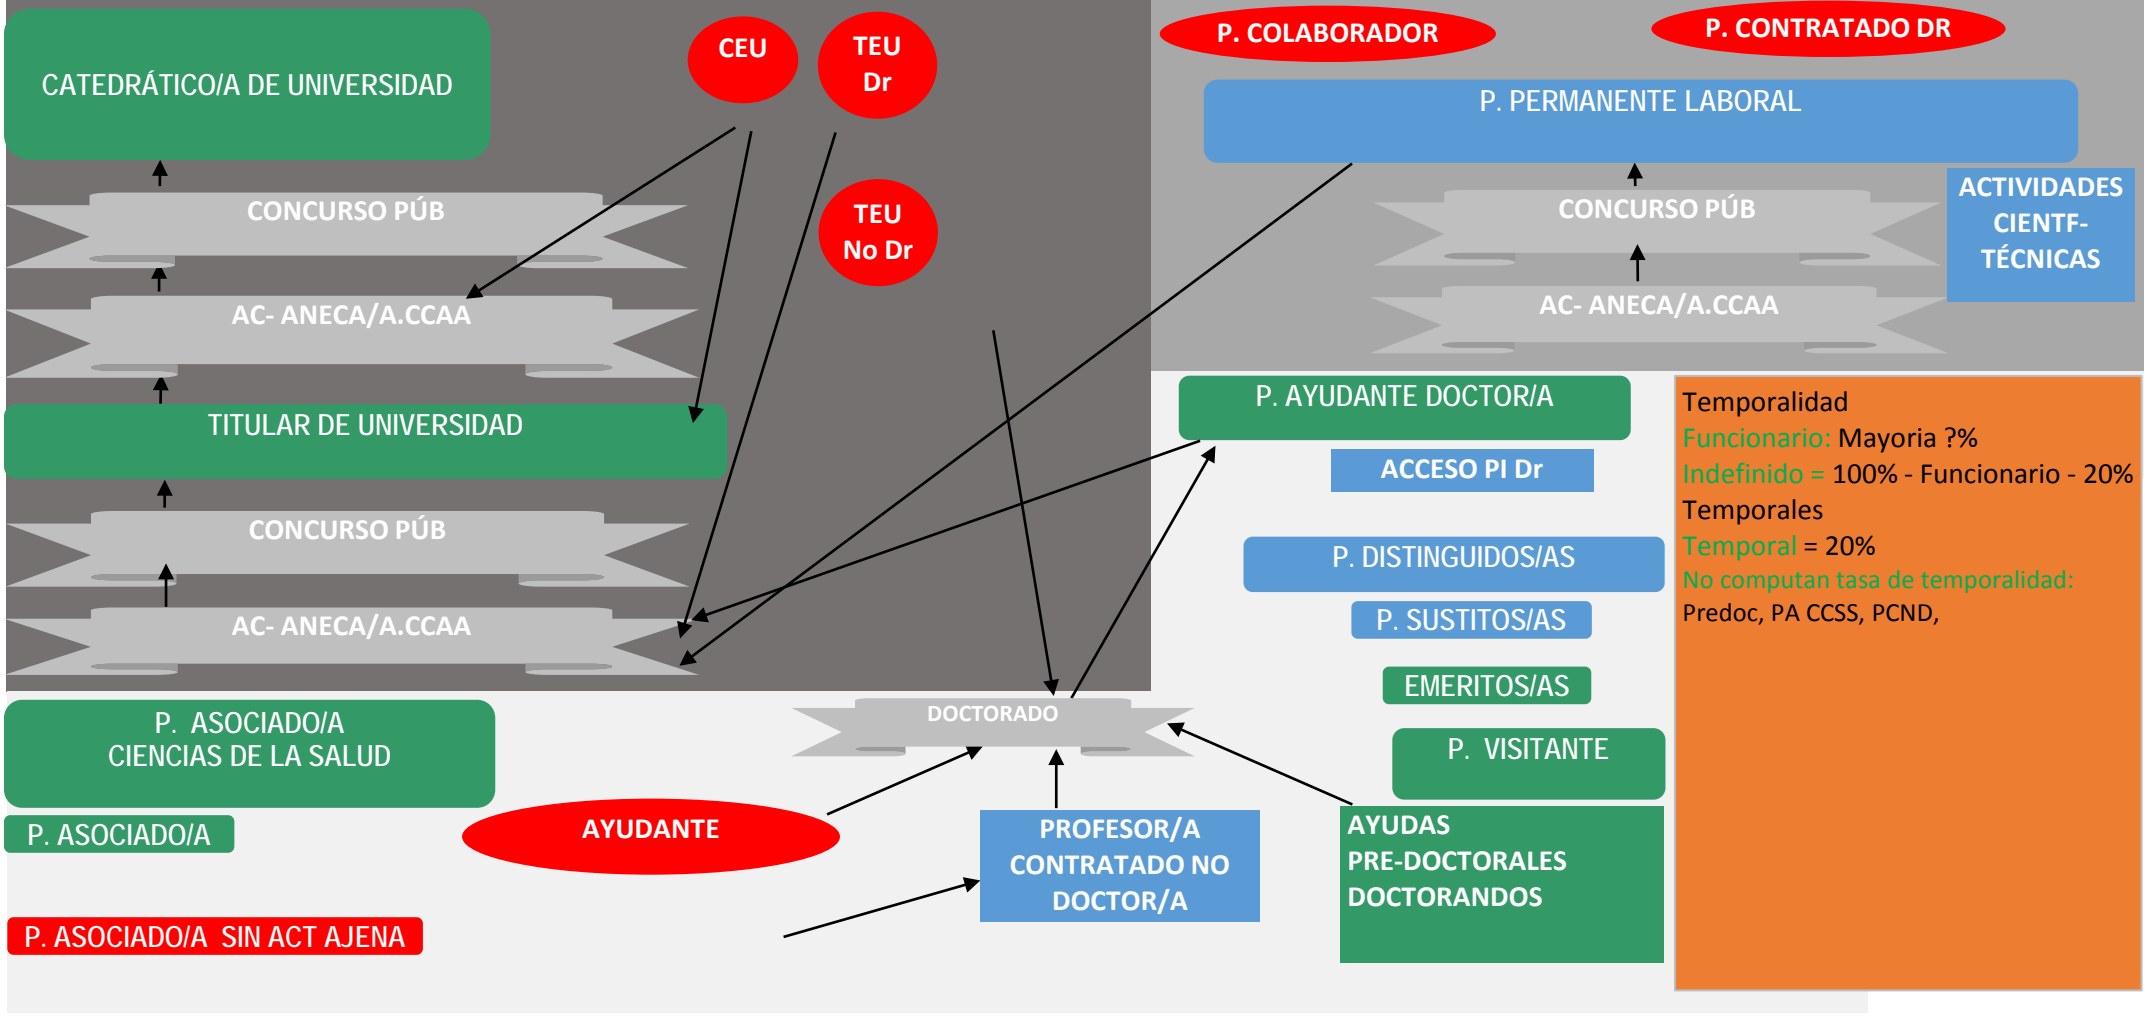 CATEDRÁTICO/A DE UNIVERSIDAD
CONCURSO PÚB
AC- ANECA/A.CCAA
TITULAR DE UNIVERSIDAD
CONCURSO PÚB
AC- ANECA/A.CCAA
CEU
TEU
Dr
TEU
No Dr
P. COLABORADOR
P. CONTRATADO DR
P. PERMANENTE LABORAL
CONCURSO PÚB
AC- ANECA/A.CCAA
ACTIVIDADES
CIENTF-
TÉCNICAS
P. AYUDANTE DOCTOR/A
ACCESO PI Dr
P. DISTINGUIDOS/AS
P. SUSTITOS/AS
EMERITOS/AS
P. VISITANTE
Temporalidad
Funcionario: Mayoria ?%
Indefinido = 100% - Funcionario - 20%
Temporales
Temporal = 20%
No computan tasa de temporalidad:
Predoc, PA CCSS, PCND,
P. ASOCIADO/A
CIENCIAS DE LA SALUD
P. ASOCIADO/A
P. ASOCIADO/A SIN ACT AJENA
DOCTORADO
AYUDANTE
PROFESOR/A
CONTRATADO NO
DOCTOR/A
AYUDAS
PRE-DOCTORALES
DOCTORANDOS